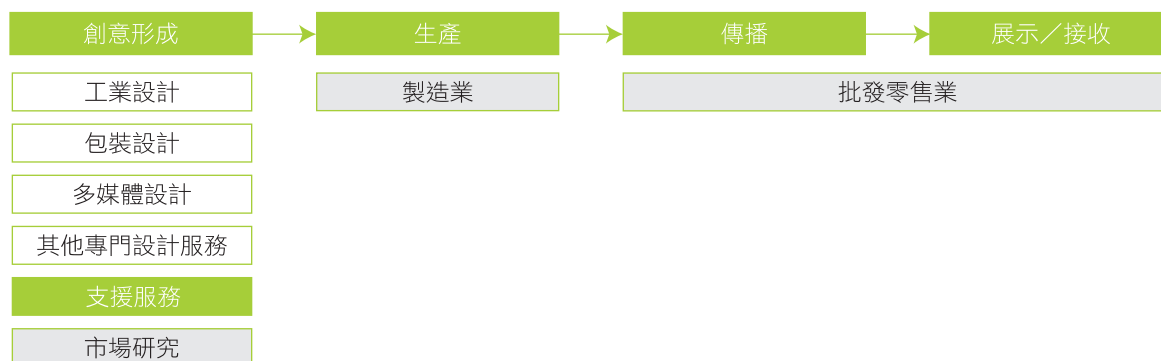 創意形成
生產
傳播
展示／接收
工業設計
製造業
批發零售業
包裝設計
多媒體設計
其他專門設計服務
支援服務
市場研究